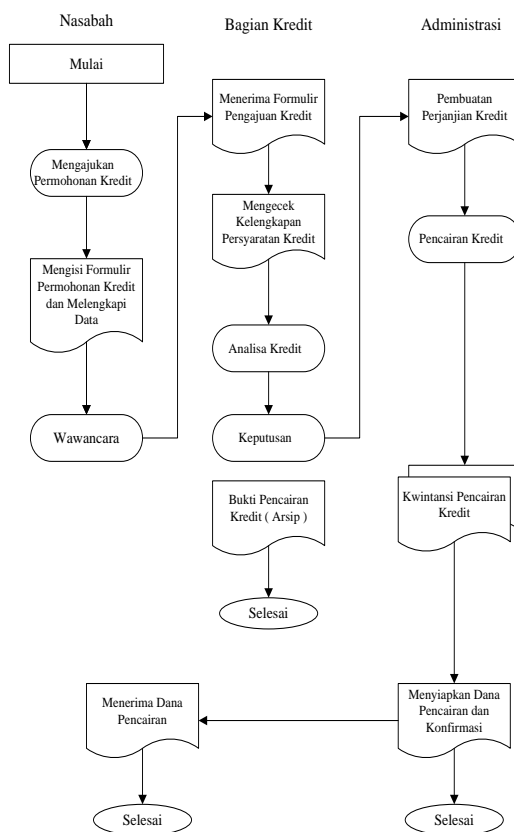 Nasabah
Bagian Kredit
Administrasi
Mulai
Mengajukan
Permohonan Kredit
Mengisi Formulir
Permohonan Kredit
dan Melengkapi
Data
Wawancara
Menerima Formulir
Pengajuan Kredit
Mengecek
Kelengkapan
Persyaratan Kredit
Analisa Kredit
Keputusan
Bukti Pencairan
Kredit ( Arsip )
Selesai
Pembuatan
Perjanjian Kredit
Pencairan Kredit
Kwintansi Pencairan
Kredit
Menyiapkan Dana
Pencairan dan
Konfirmasi
Selesai
Menerima Dana
Pencairan
Selesai